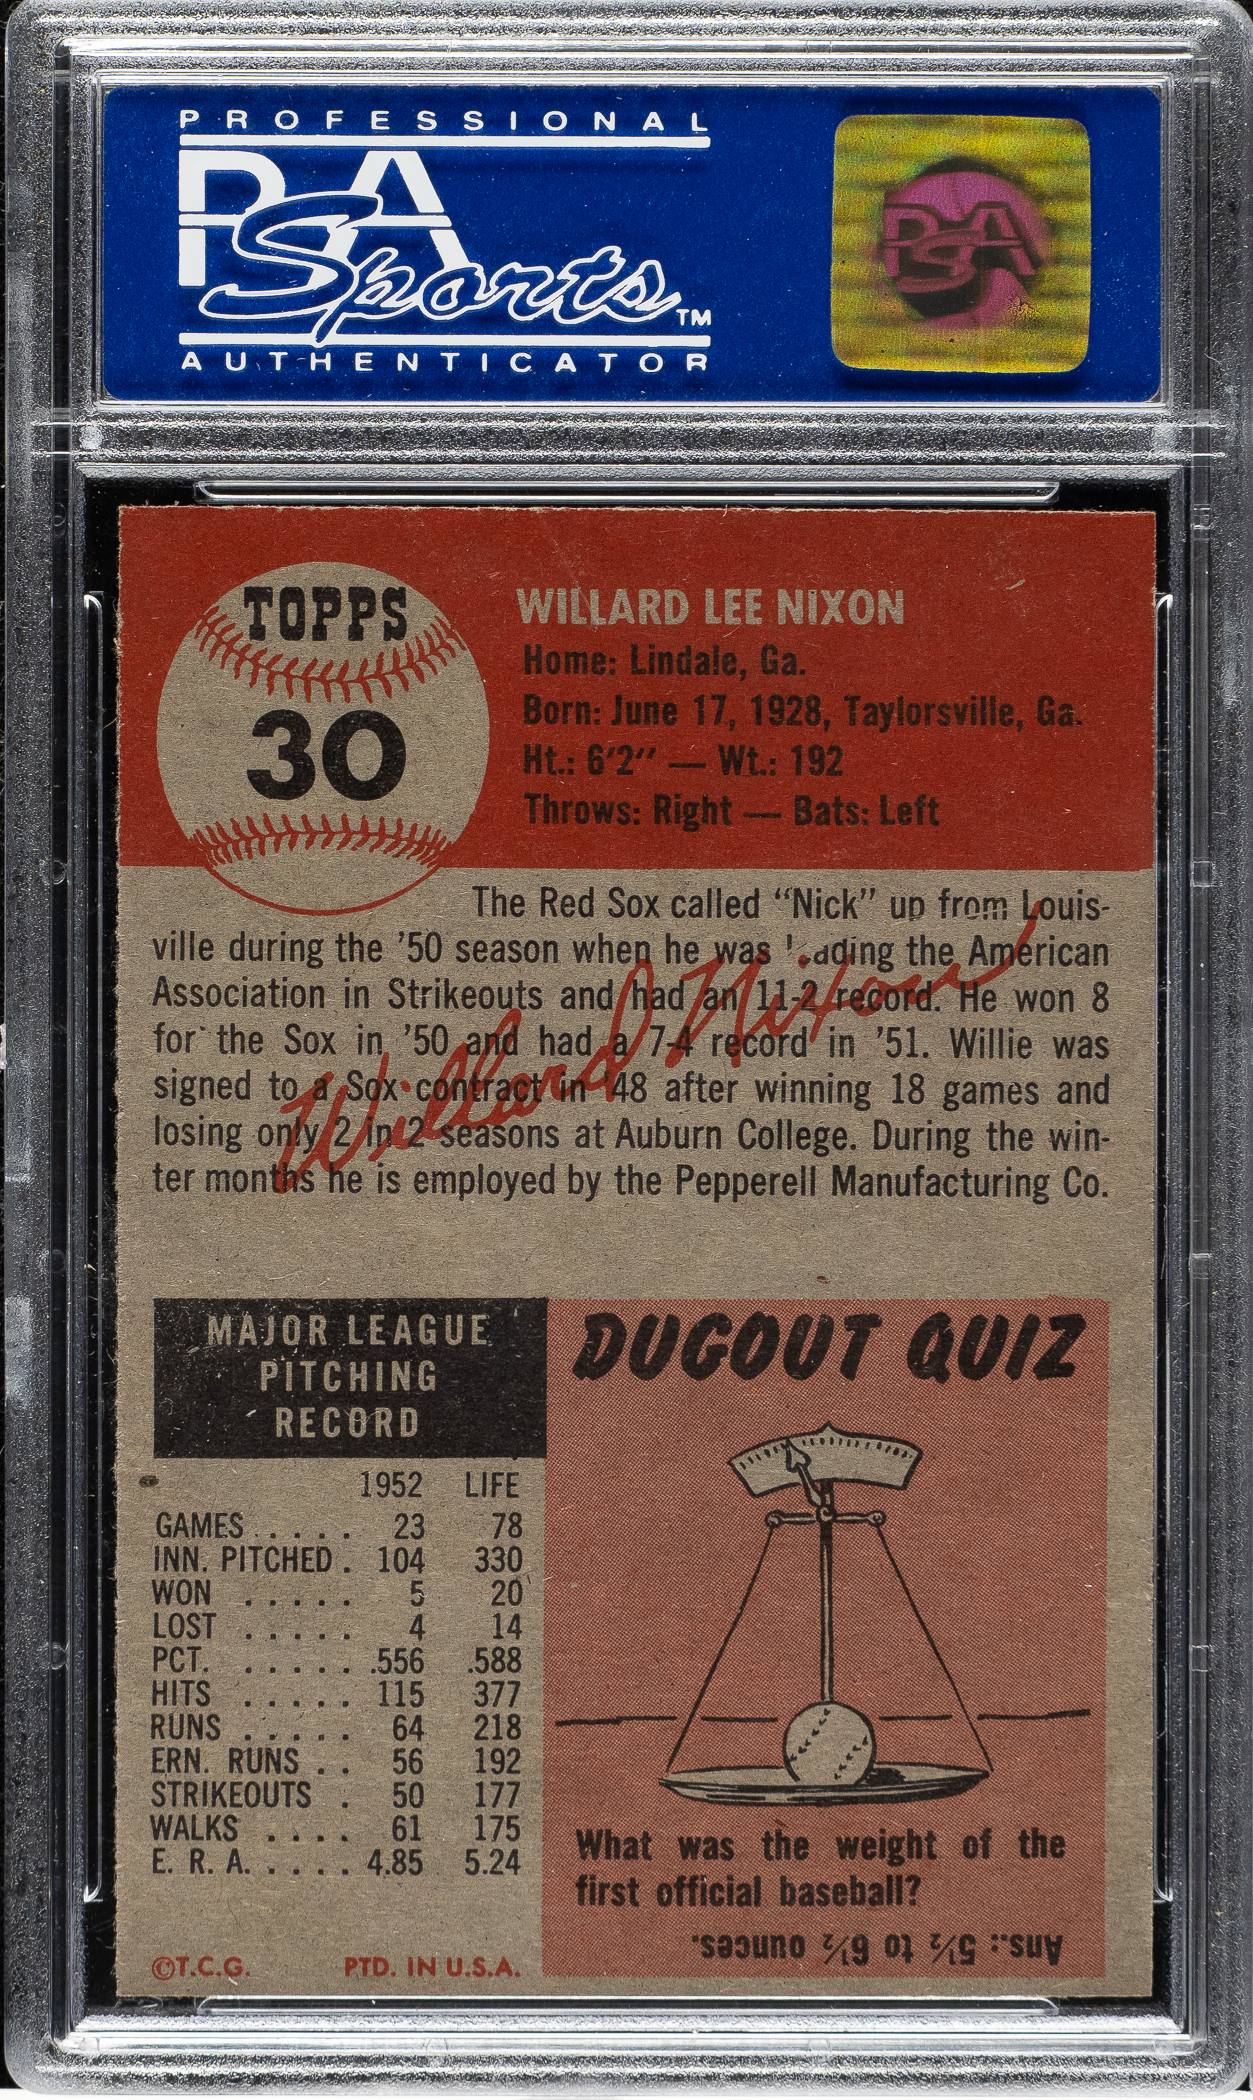 PROFESSIONAL
PSA
Sports™
AUTHENTICATOR
PSA
TOPPS
30
WILLARD LEE NIXON
Home: Lindale, Ga.
Born: June 17, 1928, Taylorsville, Ga.
Ht.: 6'2" — Wt.: 192
Throws: Right — Bats: Left
The Red Sox called "Nick" up from Louis-
ville during the '50 season when he was leading the American
Association in Strikeouts and had an 11-2 record. He won 8
for the Sox in '50 and had a 7-4 record in '51. Willie was
signed to a Sox contract in '48 after winning 18 games and
losing only 2 in 2 seasons at Auburn College. During the win-
ter months he is employed by the Pepperell Manufacturing Co.
Willard Nixon
MAJOR LEAGUE
PITCHING
RECORD
1952 LIFE
GAMES . . . . . 23 78
INN. PITCHED . 104 330
WON . . . . . 5 20
LOST . . . . . 4 14
PCT. . . . . . . .556 .588
HITS . . . . . 115 377
RUNS . . . . . 64 218
ERN. RUNS . . 56 192
STRIKEOUTS . 50 177
WALKS . . . . 61 175
E. R. A. . . . . . 4.85 5.24
©T.C.G. PTD. IN U.S.A.
DUGOUT QUIZ
What was the weight of the
first official baseball?
Ans.: 5½ to 6½ ounces.